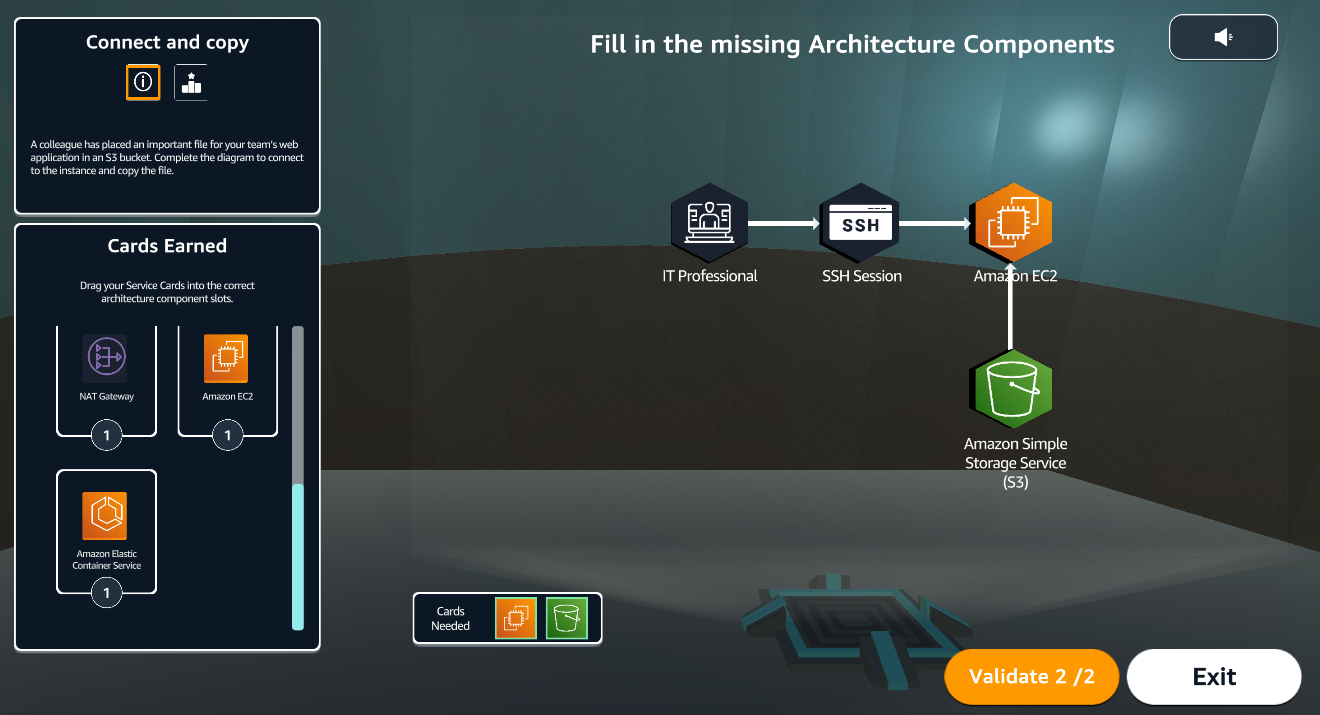 Connect and copy
A colleague has placed an important file for your team's web
application in an S3 bucket. Complete the diagram to connect
to the instance and copy the file.
Cards Earned
Drag your Service Cards into the correct
architecture component slots.
NAT Gateway
1
Amazon EC2
1
Amazon Elastic
Container Service
1
Fill in the missing Architecture Components
SSH
IT Professional
SSH Session
Amazon EC2
Amazon Simple
Storage Service
(S3)
Cards
Needed
Validate 2 /2
Exit